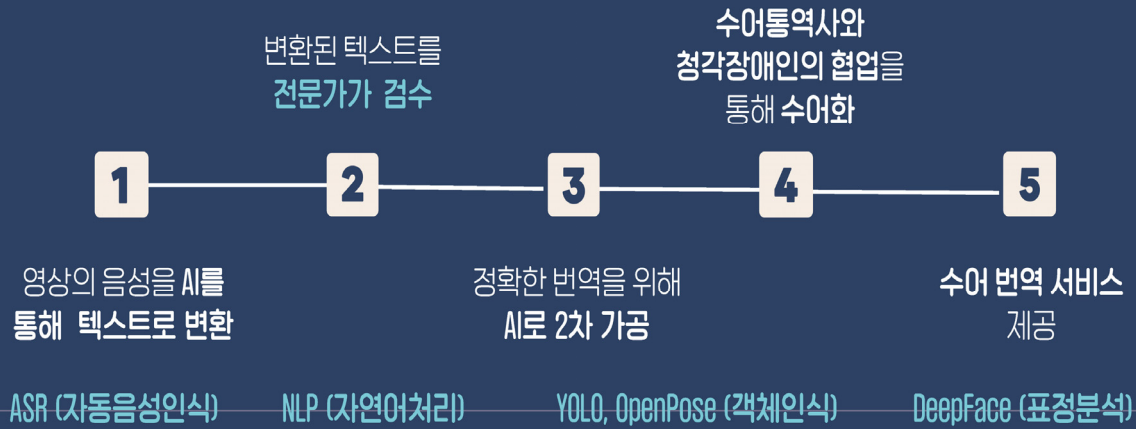 변환된 텍스트를
전문가가 검수
수어통역사와
청각장애인의 협업을
통해 수어화
1
2
3
4
5
영상의 음성을 AI를
통해 텍스트로 변환
정확한 번역을 위해
AI로 2차 가공
수어 번역 서비스
제공
ASR (자동음성인식)
NLP (자연어처리)
YOLO, OpenPose (객체인식)
DeepFace (표정분석)